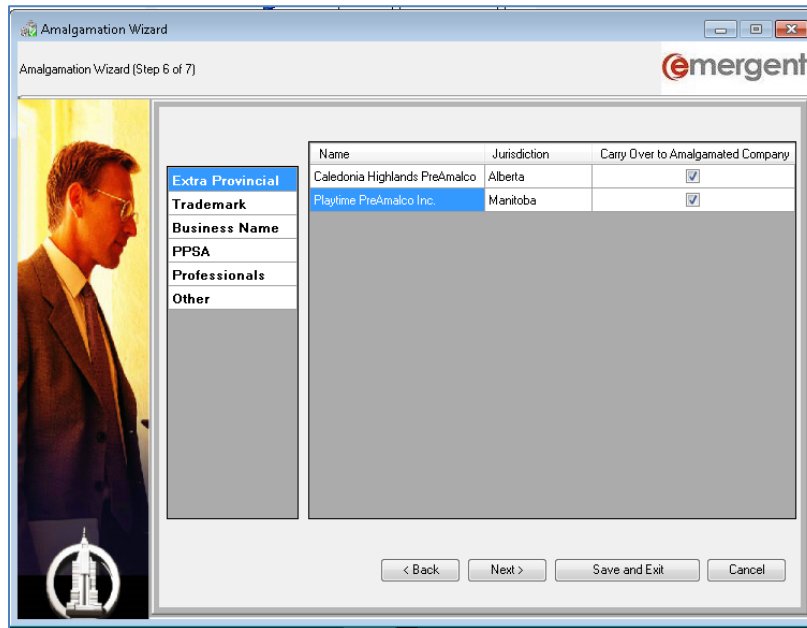 Amalgamation Wizard
Amalgamation Wizard (Step 6 of 7)
emergent
Extra Provincial
Trademark
Business Name
PPSA
Professionals
Other
Name Jurisdiction Carry Over to Amalgamated Company
Caledonia Highlands PreAmalco Alberta
Playtime PreAmalco Inc. Manitoba
< Back Next > Save and Exit Cancel